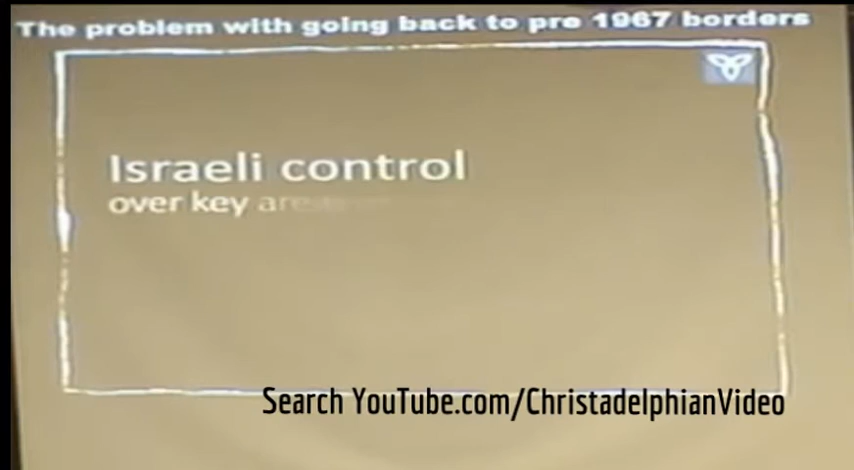 The problem with going back to pre 1967 borders
Israeli control
over key
Search YouTube.com/ChristadelphianVideo